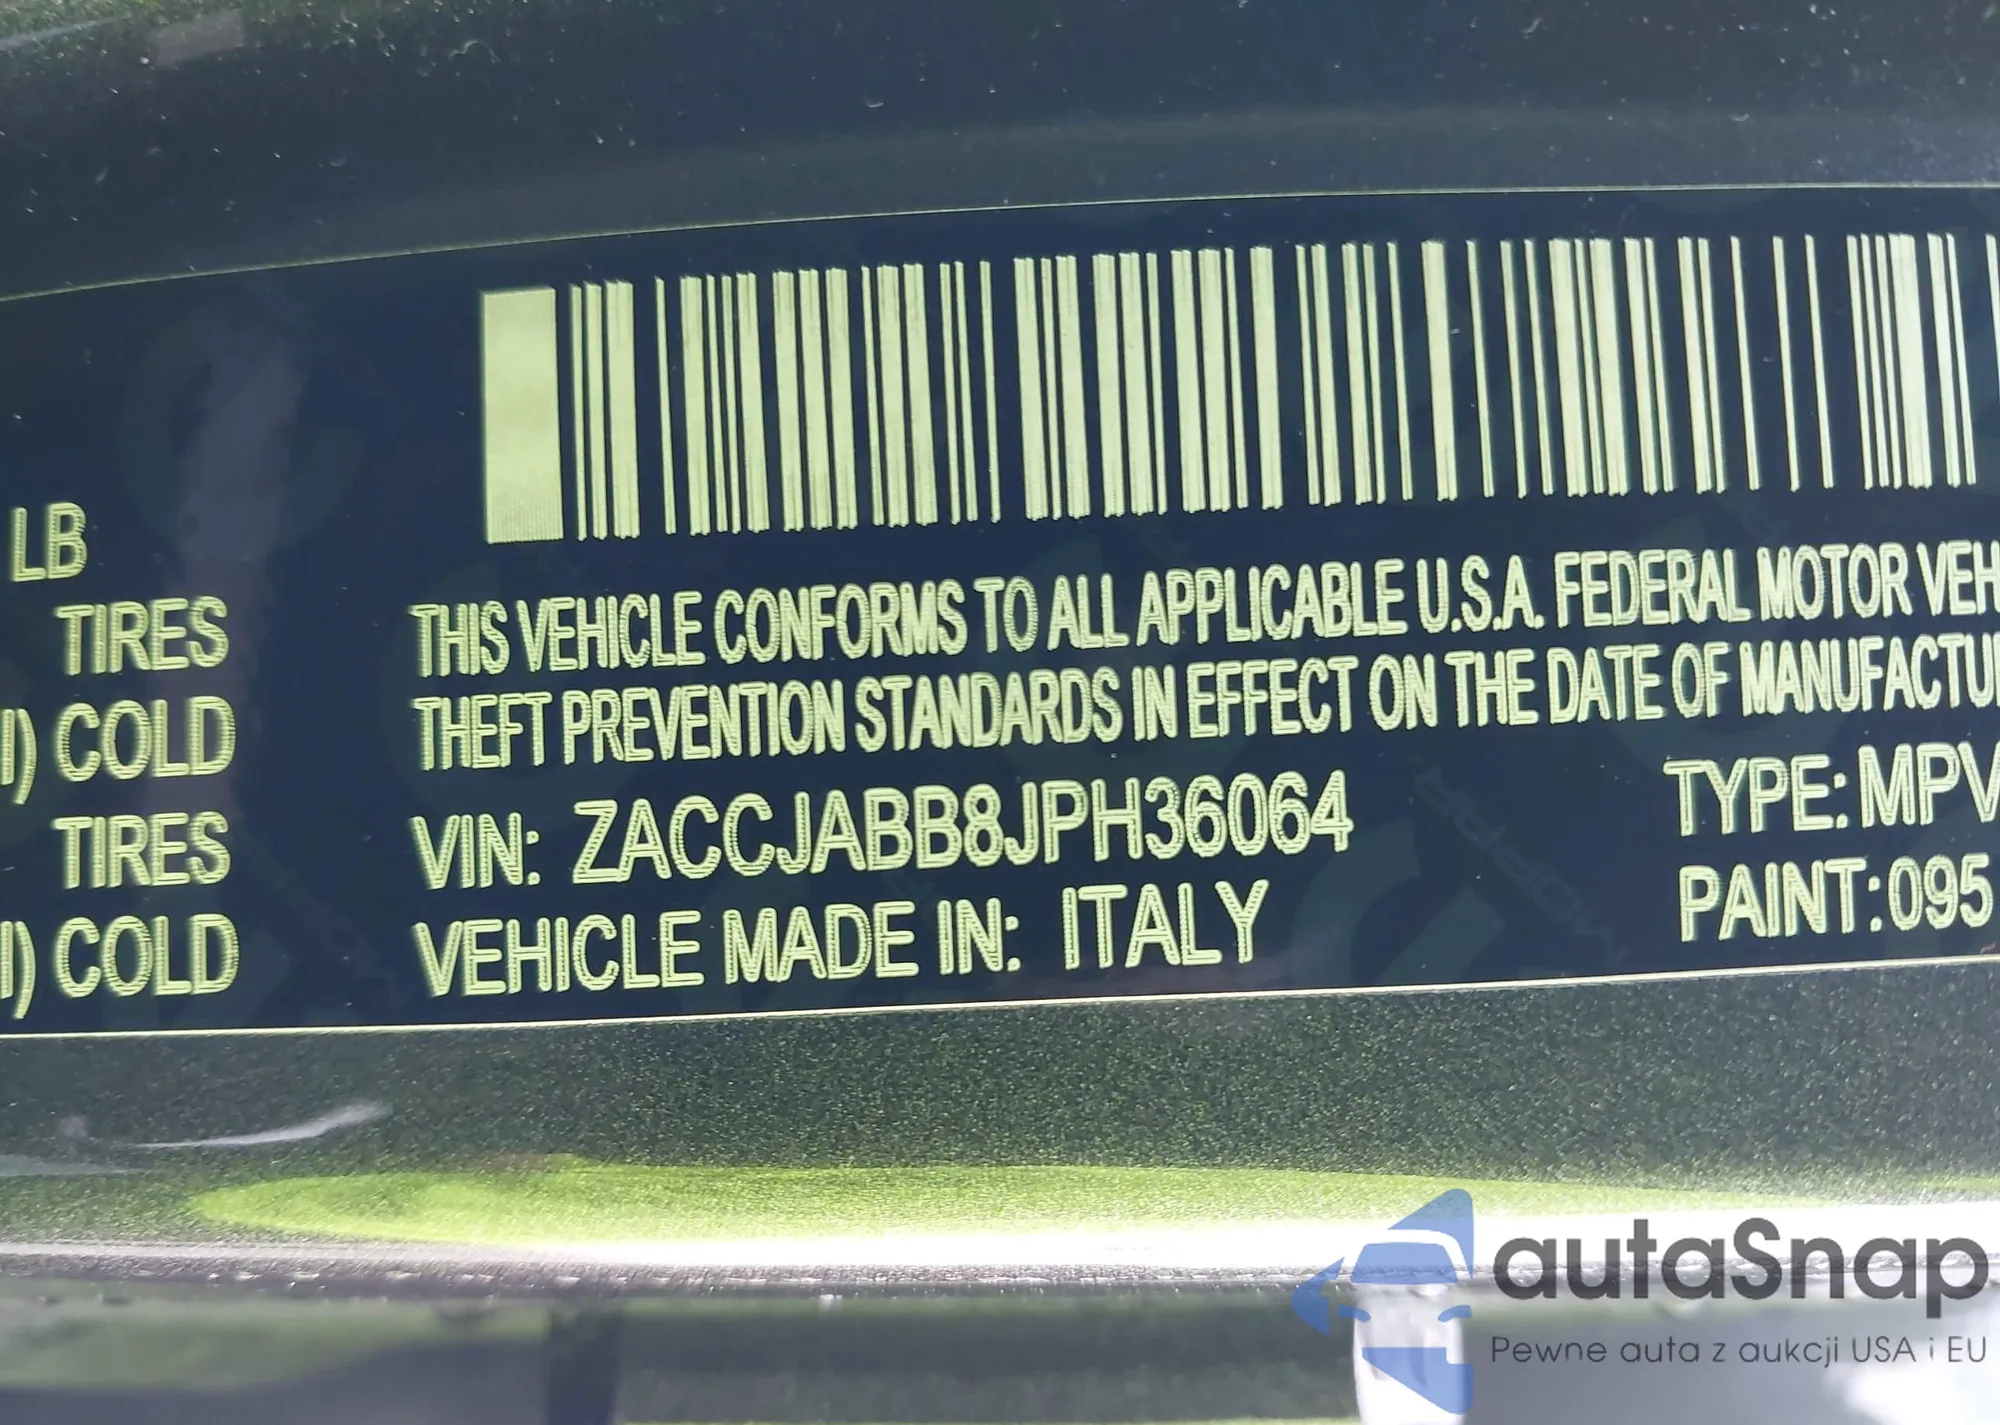 LB
TIRES
I) COLD
TIRES
I) COLD
THIS VEHICLE CONFORMS TO ALL APPLICABLE U.S.A. FEDERAL MOTOR VEH
THEFT PREVENTION STANDARDS IN EFFECT ON THE DATE OF MANUFACTU
VIN: ZACCJABB8JPH36064
TYPE: MPV
VEHICLE MADE IN: ITALY
PAINT: 095
autaSnap
Pewne auta z aukcji USA i EU